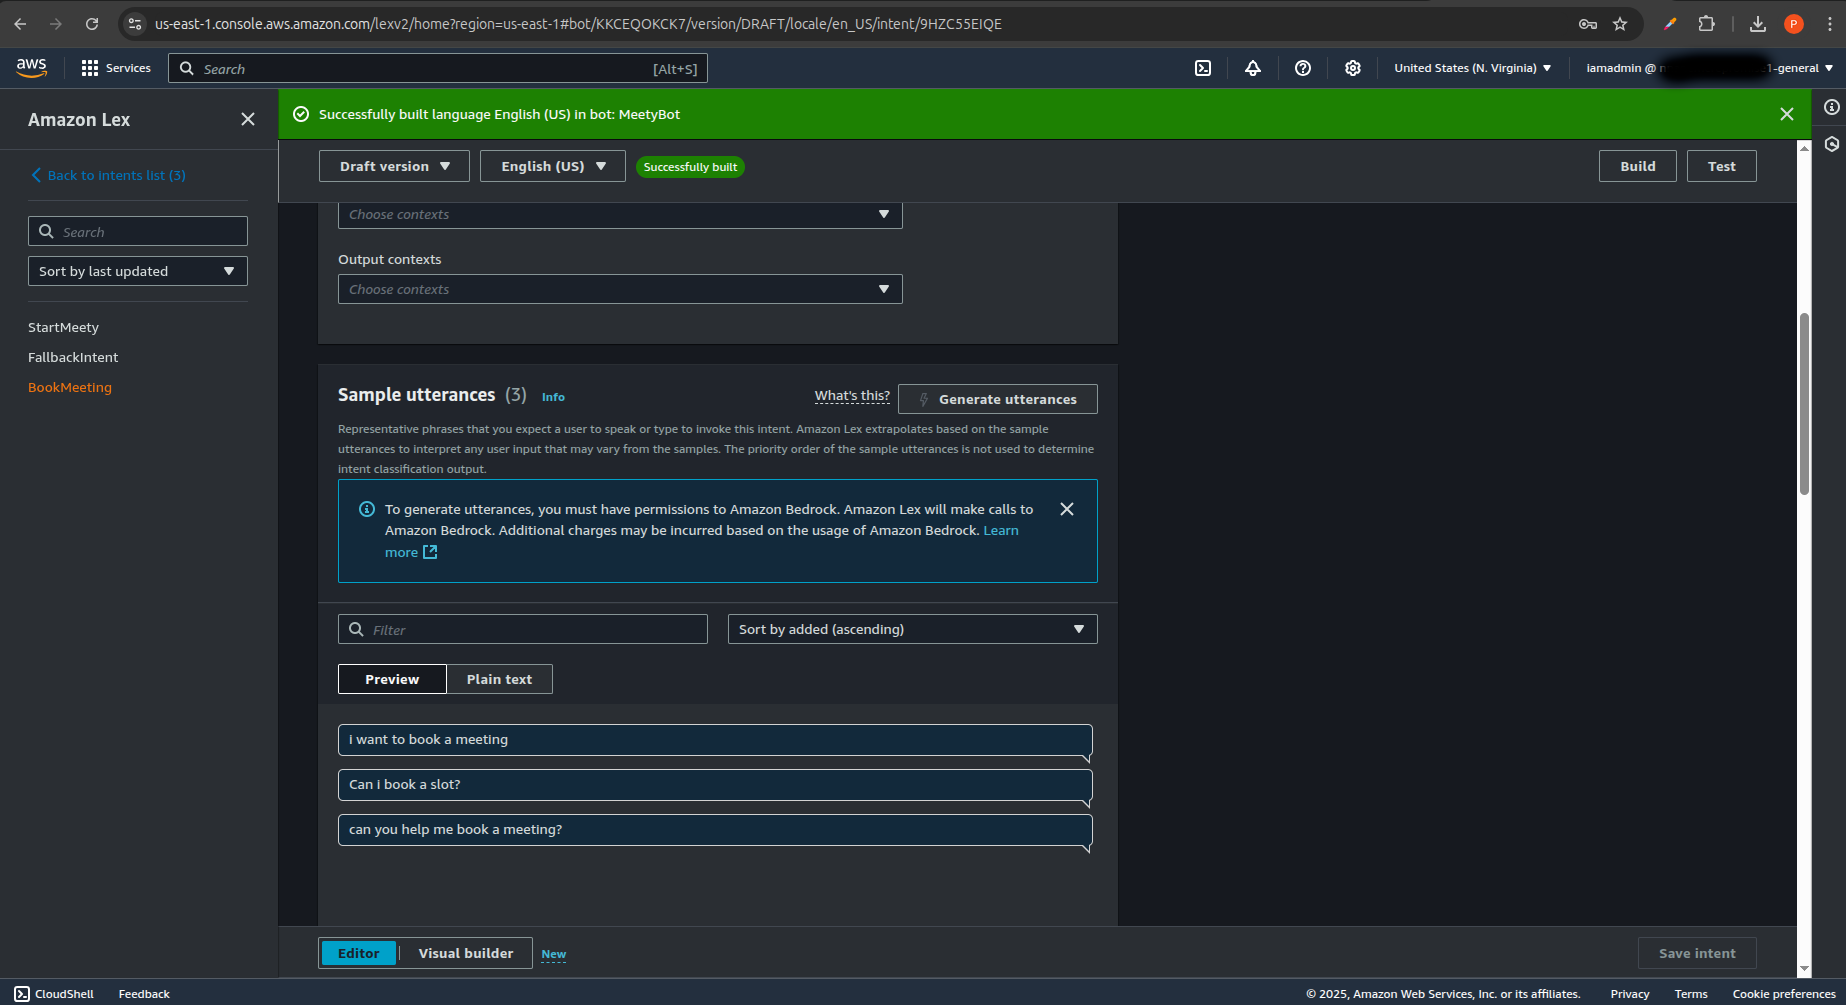 us-east-1.console.aws.amazon.com/lexv2/home?region=us-east-1#bot/KKCEQOKCK7/version/DRAFT/locale/en_US/intent/9HZC55EIQE
P
aws
Services
Search
[Alt+S]
United States (N. Virginia)
iamadmin @
1-general
Amazon Lex
Successfully built language English (US) in bot: MeetyBot
Back to intents list (3)
Search
Sort by last updated
StartMeety
FallbackIntent
BookMeeting
Draft version
English (US)
Successfully built
Build
Test
Choose contexts
Output contexts
Choose contexts
Sample utterances (3) Info
What's this?
Generate utterances
Representative phrases that you expect a user to speak or type to invoke this intent. Amazon Lex extrapolates based on the sample
utterances to interpret any user input that may vary from the samples. The priority order of the sample utterances is not used to determine
intent classification output.
To generate utterances, you must have permissions to Amazon Bedrock. Amazon Lex will make calls to
Amazon Bedrock. Additional charges may be incurred based on the usage of Amazon Bedrock. Learn
more
Filter
Sort by added (ascending)
Preview
Plain text
i want to book a meeting
Can i book a slot?
can you help me book a meeting?
Editor
Visual builder
New
Save intent
CloudShell
Feedback
© 2025, Amazon Web Services, Inc. or its affiliates.
Privacy
Terms
Cookie preferences